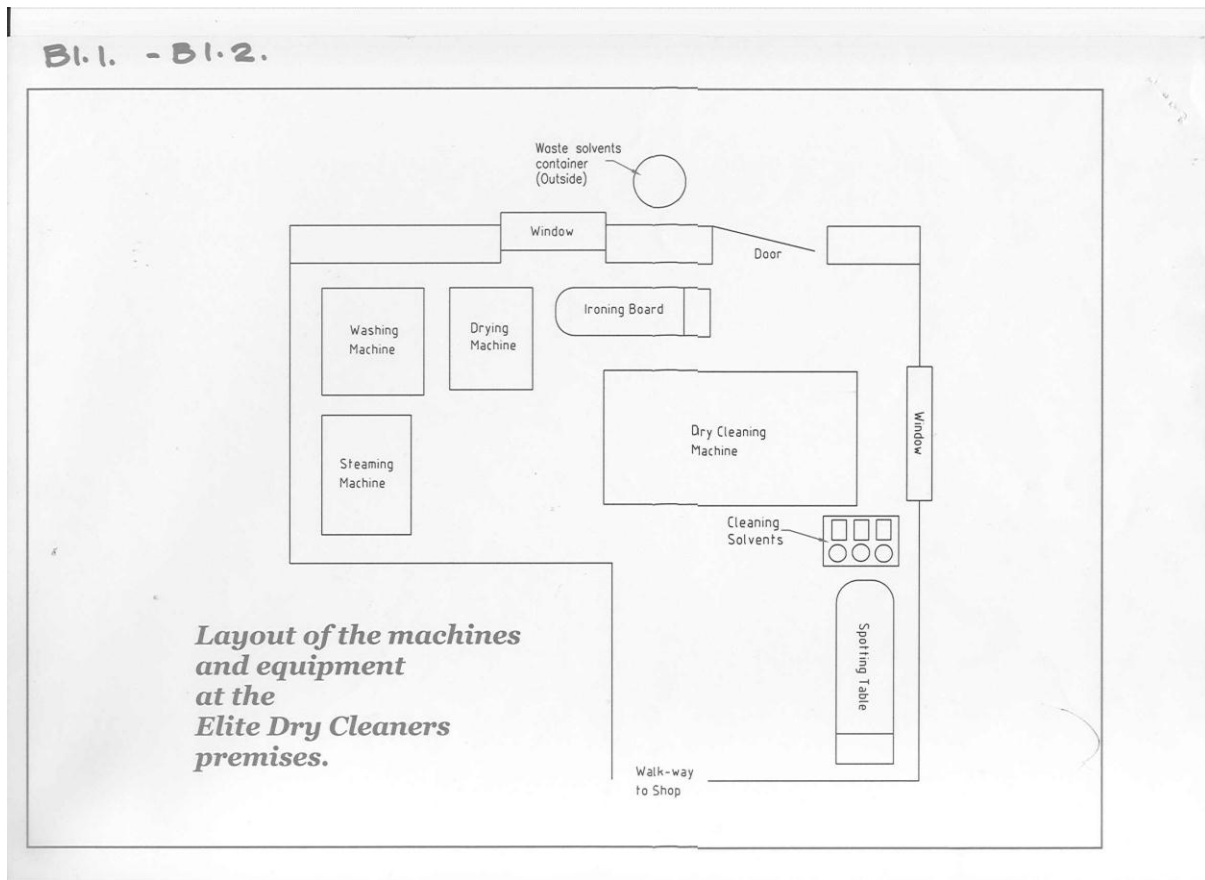 B1.1. - B1.2.
Waste solvents
container
(Outside)
Window
Door
Ironing Board
Washing
Machine
Drying
Machine
Dry Cleaning
Machine
Window
Steaming
Machine
Cleaning
Solvents
Spotting Table
Layout of the machines
and equipment
at the
Elite Dry Cleaners
premises.
Walk-way
to Shop